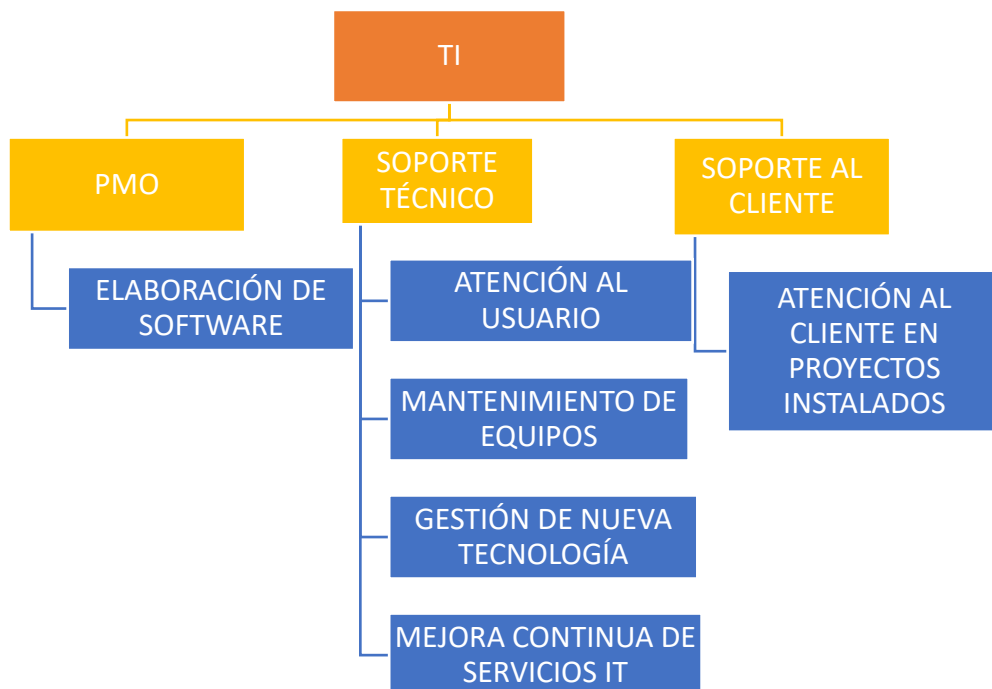 TI
PMO
SOPORTE
TÉCNICO
SOPORTE AL
CLIENTE
ELABORACIÓN DE
SOFTWARE
ATENCIÓN AL
USUARIO
MANTENIMIENTO DE
EQUIPOS
GESTIÓN DE NUEVA
TECNOLOGÍA
MEJORA CONTINUA DE
SERVICIOS IT
ATENCIÓN AL
CLIENTE EN
PROYECTOS
INSTALADOS